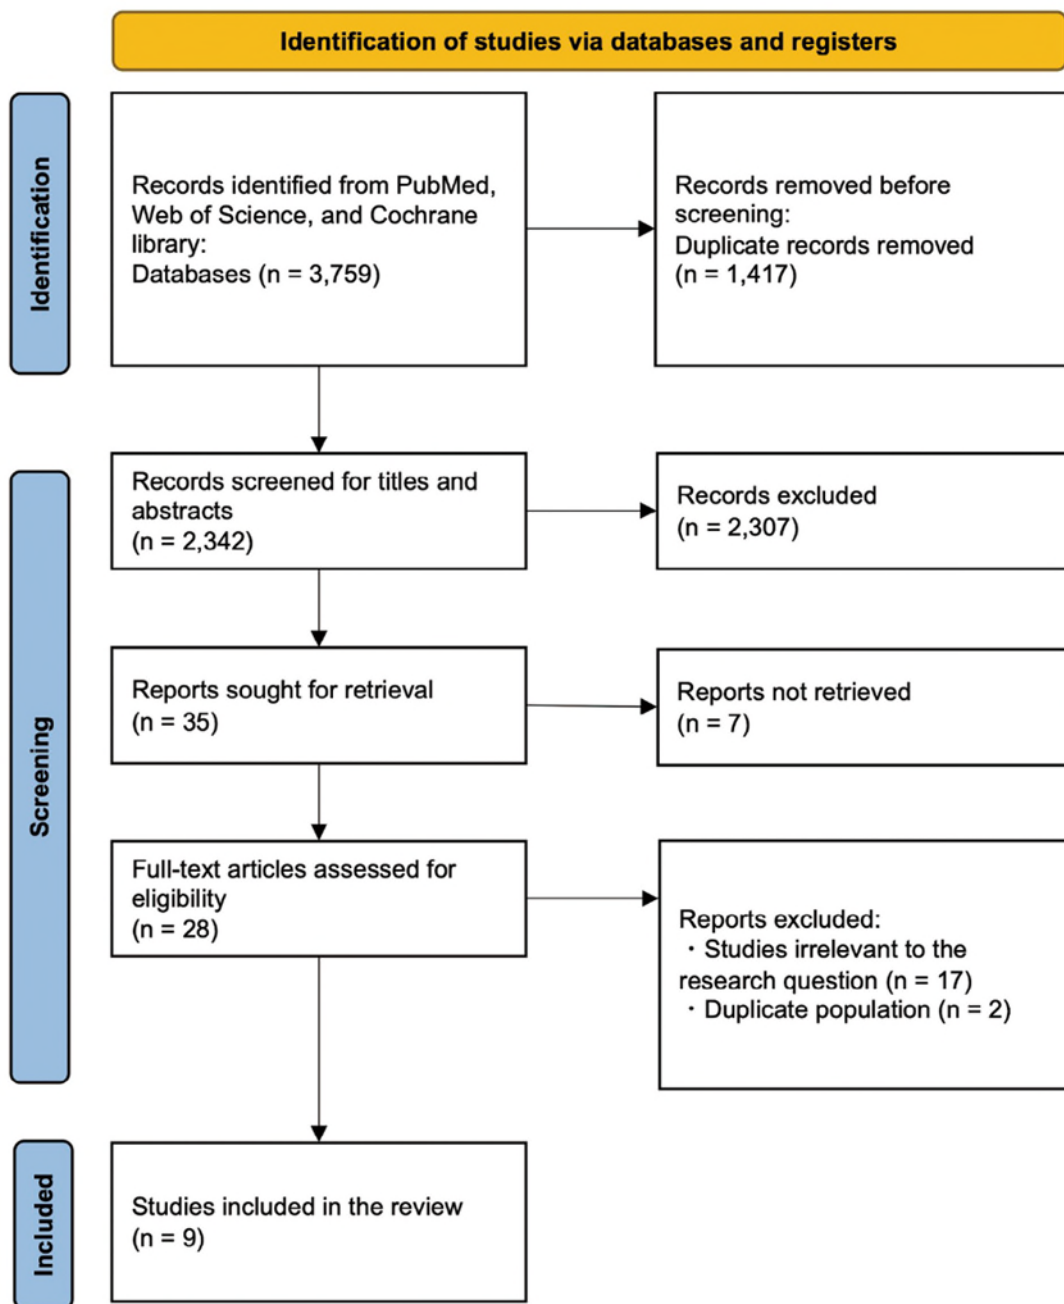 Identification of studies via databases and registers
Identification
Records identified from PubMed,
Web of Science, and Cochrane
library:
Databases (n = 3,759)
Records removed before
screening:
Duplicate records removed
(n = 1,417)
Screening
Records screened for titles and
abstracts
(n = 2,342)
Records excluded
(n = 2,307)
Reports sought for retrieval
(n = 35)
Reports not retrieved
(n = 7)
Full-text articles assessed for
eligibility
(n = 28)
Reports excluded:
・Studies irrelevant to the
research question (n = 17)
・Duplicate population (n = 2)
Included
Studies included in the review
(n = 9)